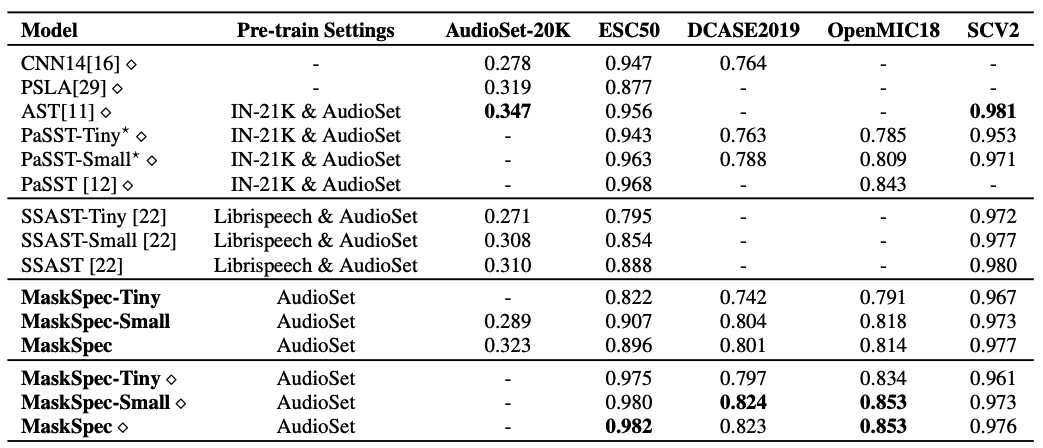 Model Pre-train Settings AudioSet-20K ESC50 DCASE2019 OpenMIC18 SCV2
CNN14[16] ⋄ - 0.278 0.947 0.764 - -
PSLA[29] ⋄ - 0.319 0.877 - - -
AST[11] ⋄ IN-21K & AudioSet 0.347 0.956 - - 0.981
PaSST-Tiny* ⋄ IN-21K & AudioSet - 0.943 0.763 0.785 0.953
PaSST-Small* ⋄ IN-21K & AudioSet - 0.963 0.788 0.809 0.971
PaSST [12] ⋄ IN-21K & AudioSet - 0.968 - 0.843 -
SSAST-Tiny [22] Librispeech & AudioSet 0.271 0.795 - - 0.972
SSAST-Small [22] Librispeech & AudioSet 0.308 0.854 - - 0.977
SSAST [22] Librispeech & AudioSet 0.310 0.888 - - 0.980
MaskSpec-Tiny AudioSet - 0.822 0.742 0.791 0.967
MaskSpec-Small AudioSet 0.289 0.907 0.804 0.818 0.973
MaskSpec AudioSet 0.323 0.896 0.801 0.814 0.977
MaskSpec-Tiny ⋄ AudioSet - 0.975 0.797 0.834 0.961
MaskSpec-Small ⋄ AudioSet - 0.980 0.824 0.853 0.973
MaskSpec ⋄ AudioSet - 0.982 0.823 0.853 0.976